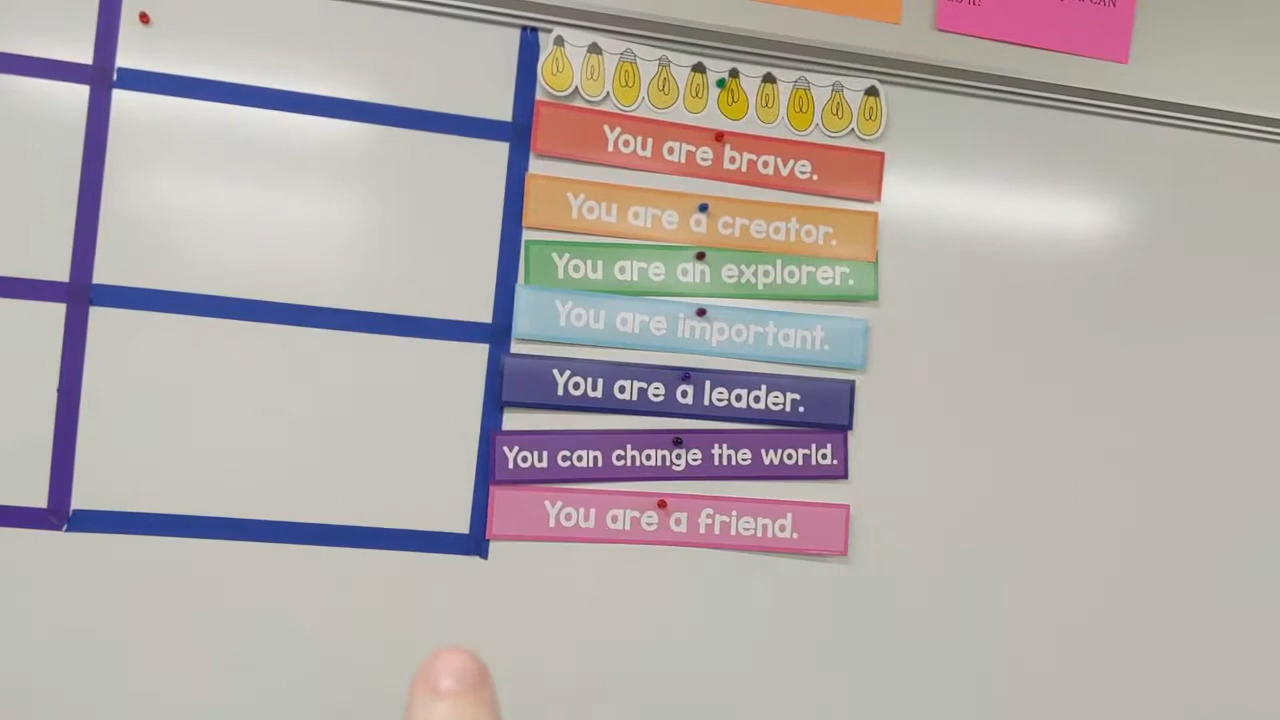 CAN
You are brave.
You are a creator.
You are an explorer.
You are important.
You are a leader.
You can change the world.
You are a friend.